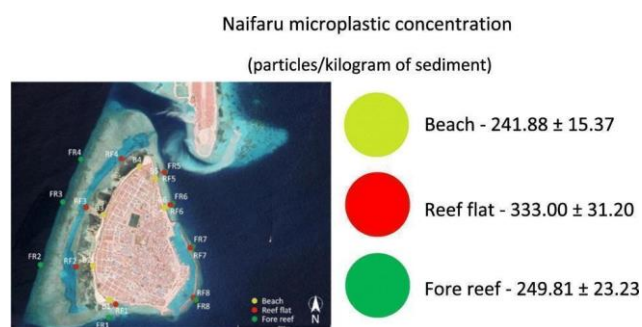 Naifaru microplastic concentration
(particles/kilogram of sediment)
Beach - 241.88 ± 15.37
Reef flat - 333.00 ± 31.20
Fore reef - 249.81 ± 23.23
FR4
RF4
FR5
RF5
FR3
RF3
FR6
RF6
FR7
RF7
FR2
RF2
RF8
FR8
FR1
Beach
Reef flat
Fore reef
N